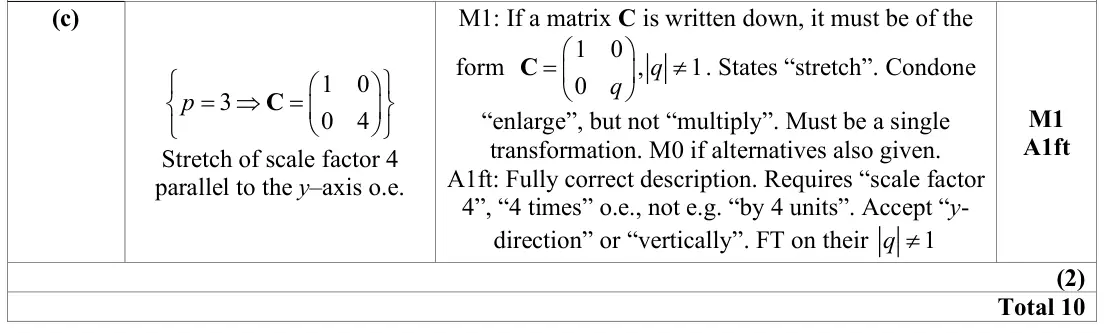 (c)
{p = 3 ⇒ C = (1 0
0 4)}
Stretch of scale factor 4
parallel to the y–axis o.e.
M1: If a matrix C is written down, it must be of the
form C = (1 0
0 q), |q| ≠ 1. States “stretch”. Condone
“enlarge”, but not “multiply”. Must be a single
transformation. M0 if alternatives also given.
A1ft: Fully correct description. Requires “scale factor
4”, “4 times” o.e., not e.g. “by 4 units”. Accept “y-
direction” or “vertically”. FT on their |q| ≠ 1
M1
A1ft
(2)
Total 10